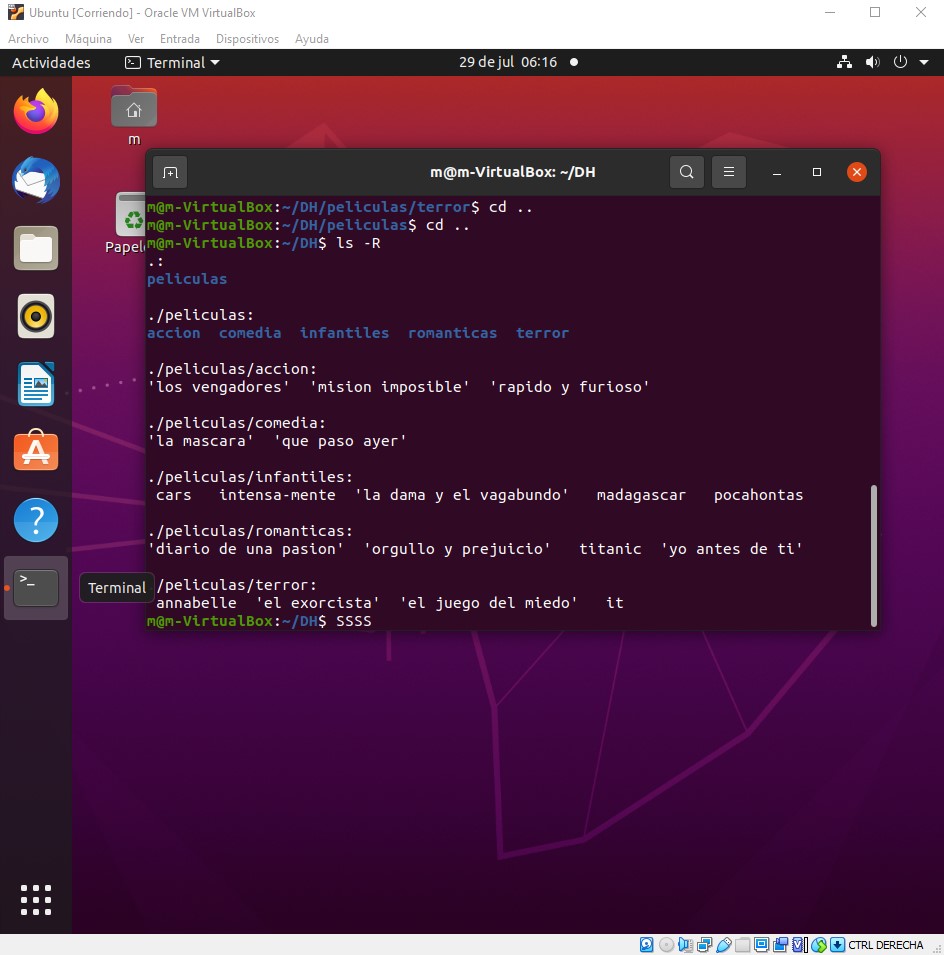 Ubuntu [Corriendo] - Oracle VM VirtualBox
Archivo Máquina Ver Entrada Dispositivos Ayuda
Actividades Terminal 29 de jul 06:16
m
m@m-VirtualBox: ~/DH
m@m-VirtualBox:~/DH/peliculas/terror$ cd ..
m@m-VirtualBox:~/DH/peliculas$ cd ..
Papel
m@m-VirtualBox:~/DH$ ls -R
.:
peliculas
./peliculas:
accion comedia infantiles romanticas terror
./peliculas/accion:
'los vengadores' 'mision imposible' 'rapido y furioso'
./peliculas/comedia:
'la mascara' 'que paso ayer'
./peliculas/infantiles:
cars intensa-mente 'la dama y el vagabundo' madagascar pocahontas
./peliculas/romanticas:
'diario de una pasion' 'orgullo y prejuicio' titanic 'yo antes de ti'
Terminal
/peliculas/terror:
annabelle 'el exorcista' 'el juego del miedo' it
m@m-VirtualBox:~/DH$ SSSS
CTRL DERECHA